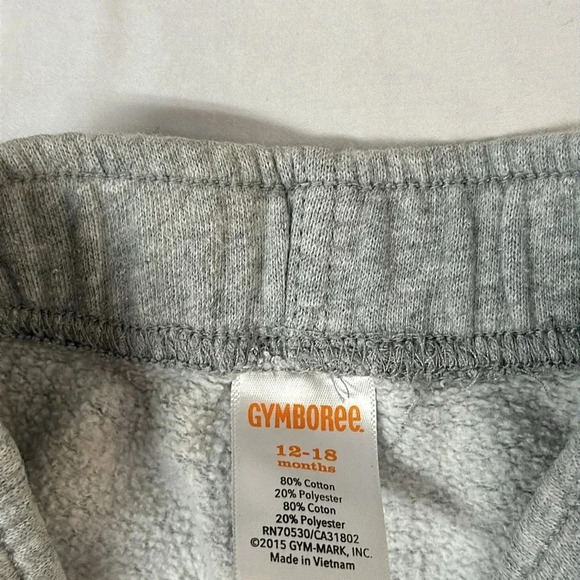 GYMBOREE
12-18
months
80% Cotton
20% Polyester
80% Coton
20% Polyester
RN70530/CA31802
©2015 GYM-MARK, INC.
Made in Vietnam